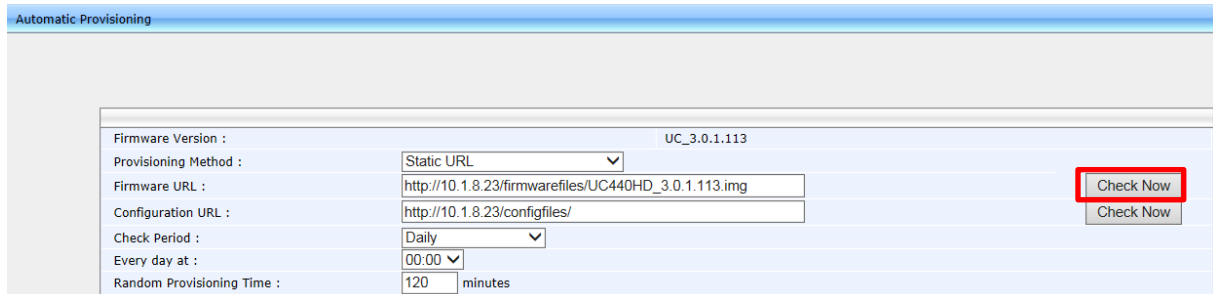 Automatic Provisioning
Firmware Version : UC_3.0.1.113
Provisioning Method : Static URL
Firmware URL : http://10.1.8.23/firmwarefiles/UC440HD_3.0.1.113.img Check Now
Configuration URL : http://10.1.8.23/configfiles/ Check Now
Check Period : Daily
Every day at : 00:00
Random Provisioning Time : 120 minutes